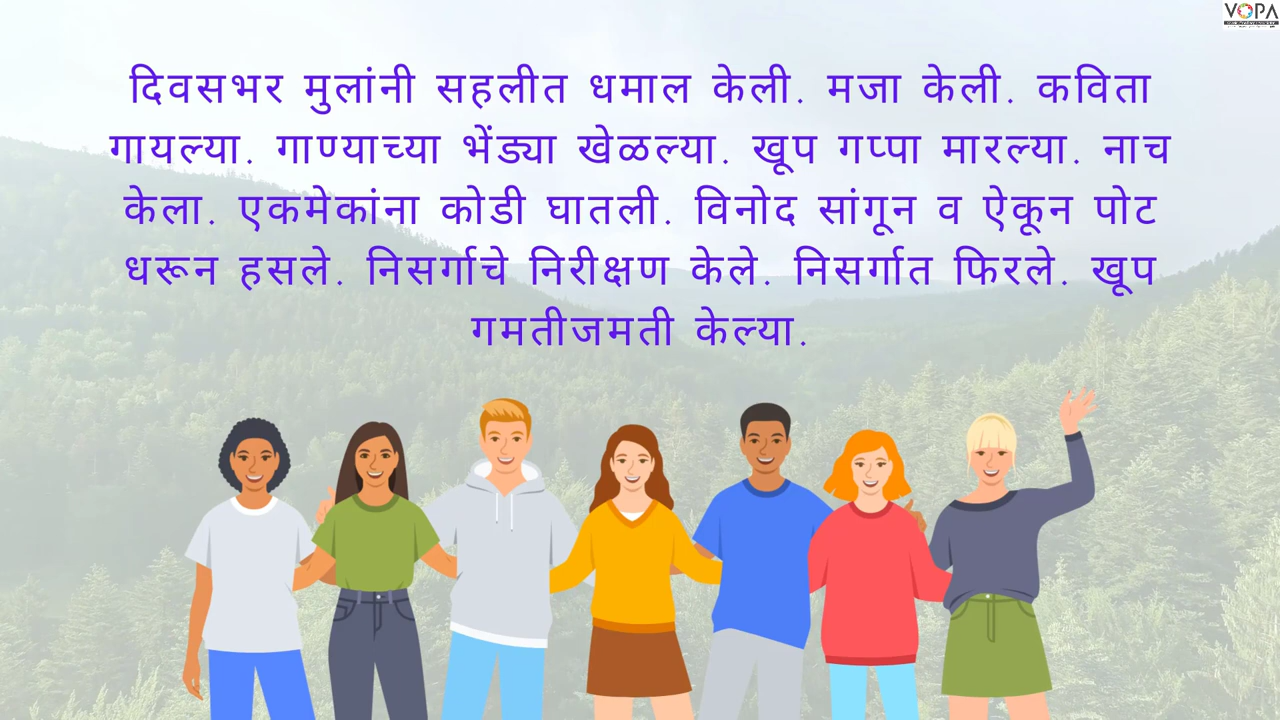 VOPA
दिवसभर मुलांनी सहलीत धमाल केली. मजा केली. कविता
गायल्या. गाण्याच्या भेंड्या खेळल्या. खूप गप्पा मारल्या. नाच
केला. एकमेकांना कोडी घातली. विनोद सांगून व ऐकून पोट
धरून हसले. निसर्गाचे निरीक्षण केले. निसर्गात फिरले. खूप
गमतीजमती केल्या.